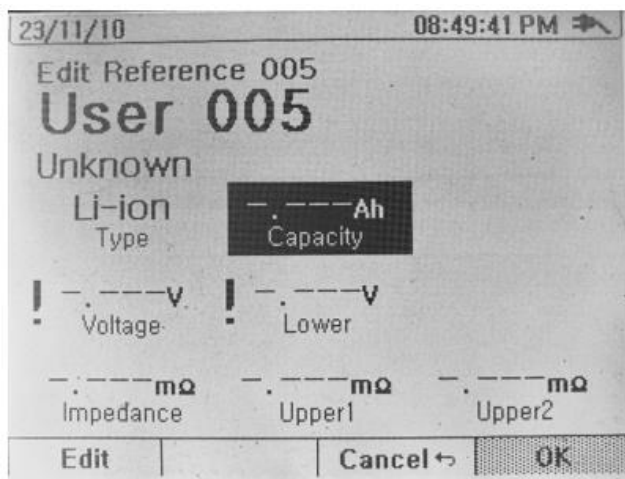 23/11/10 08:49:41 PM
Edit Reference 005
User 005
Unknown
Li-ion -.---Ah
Type Capacity
! -.---V ! -.---V
Voltage Lower
-.---mΩ -.---mΩ -.---mΩ
Impedance Upper1 Upper2
Edit Cancel OK